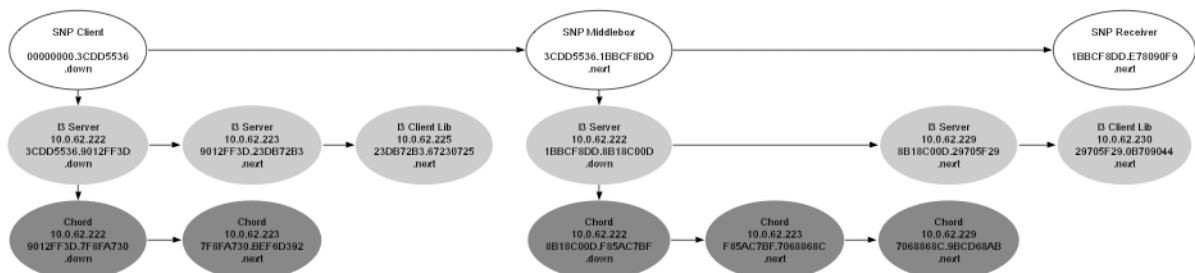 SNP Client
00000000.3CDD5536
.down
SNP Middlebox
3CDD5536.1BBCF8DD
.next
SNP Receiver
1BBCF8DD.E78090F9
.next
I3 Server
10.0.62.222
3CDD5536.9012FF3D
.down
I3 Server
10.0.62.223
9012FF3D.23DB72B3
.next
I3 Client Lib
10.0.62.225
23DB72B3.67230725
.next
I3 Server
10.0.62.222
1BBCF8DD.8B18C00D
.down
I3 Server
10.0.62.229
8B18C00D.29705F29
.next
I3 Client Lib
10.0.62.230
29705F29.0B709044
.next
Chord
10.0.62.222
9012FF3D.7F8FA730
.down
Chord
10.0.62.223
7F8FA730.BEF6D392
.next
Chord
10.0.62.222
8B18C00D.F85AC7BF
.down
Chord
10.0.62.223
F85AC7BF.7068868C
.next
Chord
10.0.62.229
7068868C.9BCD68AB
.next